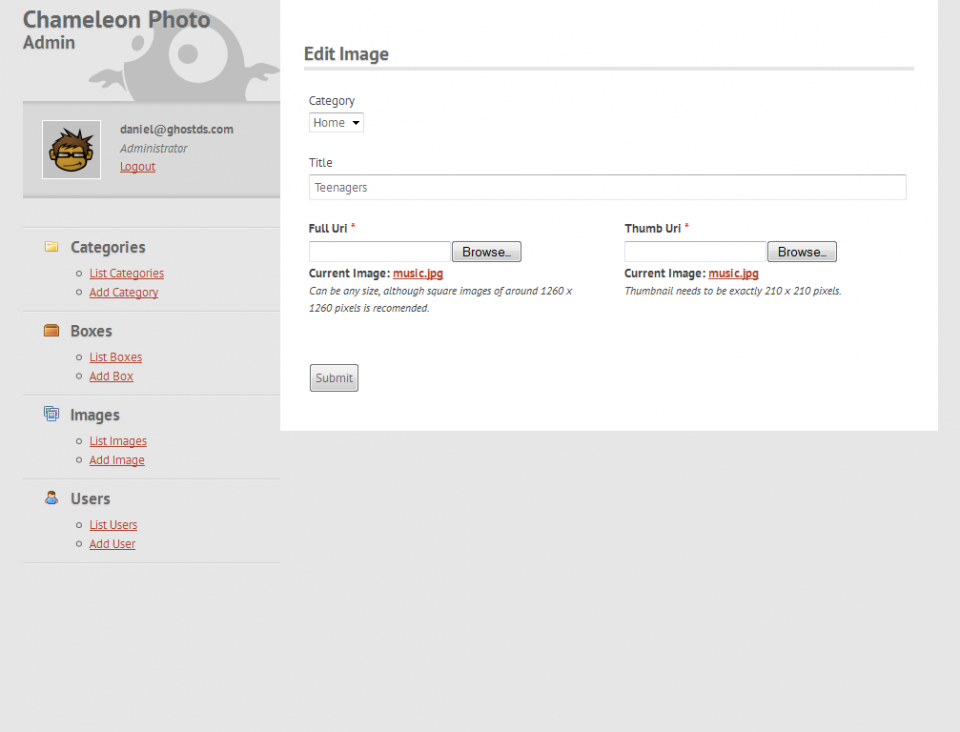 Chameleon Photo
Admin
daniel@ghostds.com
Administrator
Logout
Categories
List Categories
Add Category
Boxes
List Boxes
Add Box
Images
List Images
Add Image
Users
List Users
Add User
Edit Image
Category
Home
Title
Teenagers
Full Uri *
Browse..
Current Image: music.jpg
Can be any size, although square images of around 1260 x
1260 pixels is recomended.
Thumb Uri *
Browse..
Current Image: music.jpg
Thumbnail needs to be exactly 210 x 210 pixels.
Submit